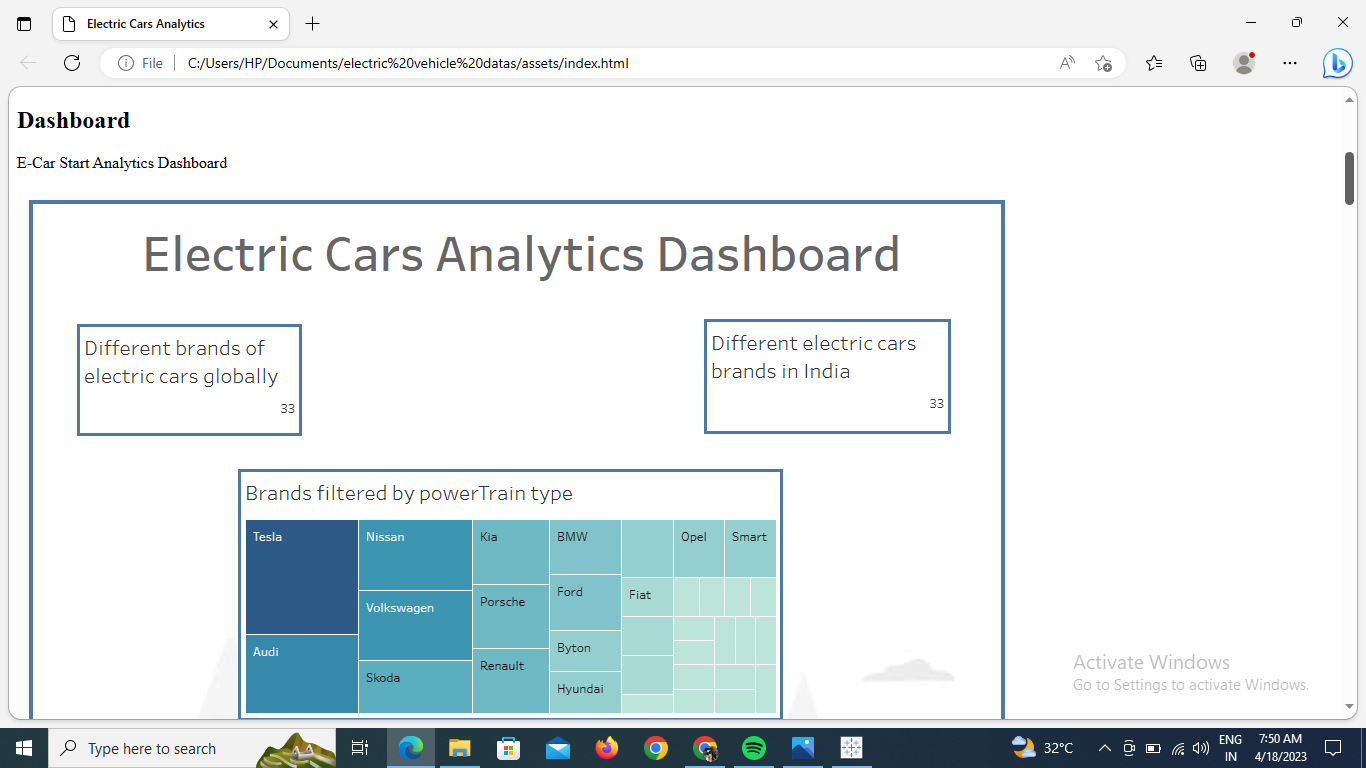 Electric Cars Analytics
File
C:/Users/HP/Documents/electric%20vehicle%20datas/assets/index.html
Dashboard
E-Car Start Analytics Dashboard
Electric Cars Analytics Dashboard
Different brands of
electric cars globally
33
Different electric cars
brands in India
33
Brands filtered by powerTrain type
Tesla
Nissan
Kia
BMW
Opel
Smart
Ford
Fiat
Porsche
Volkswagen
Byton
Audi
Renault
Skoda
Hyundai
Activate Windows
Go to Settings to activate Windows.
Type here to search
32°C
ENG
IN
7:50 AM
4/18/2023